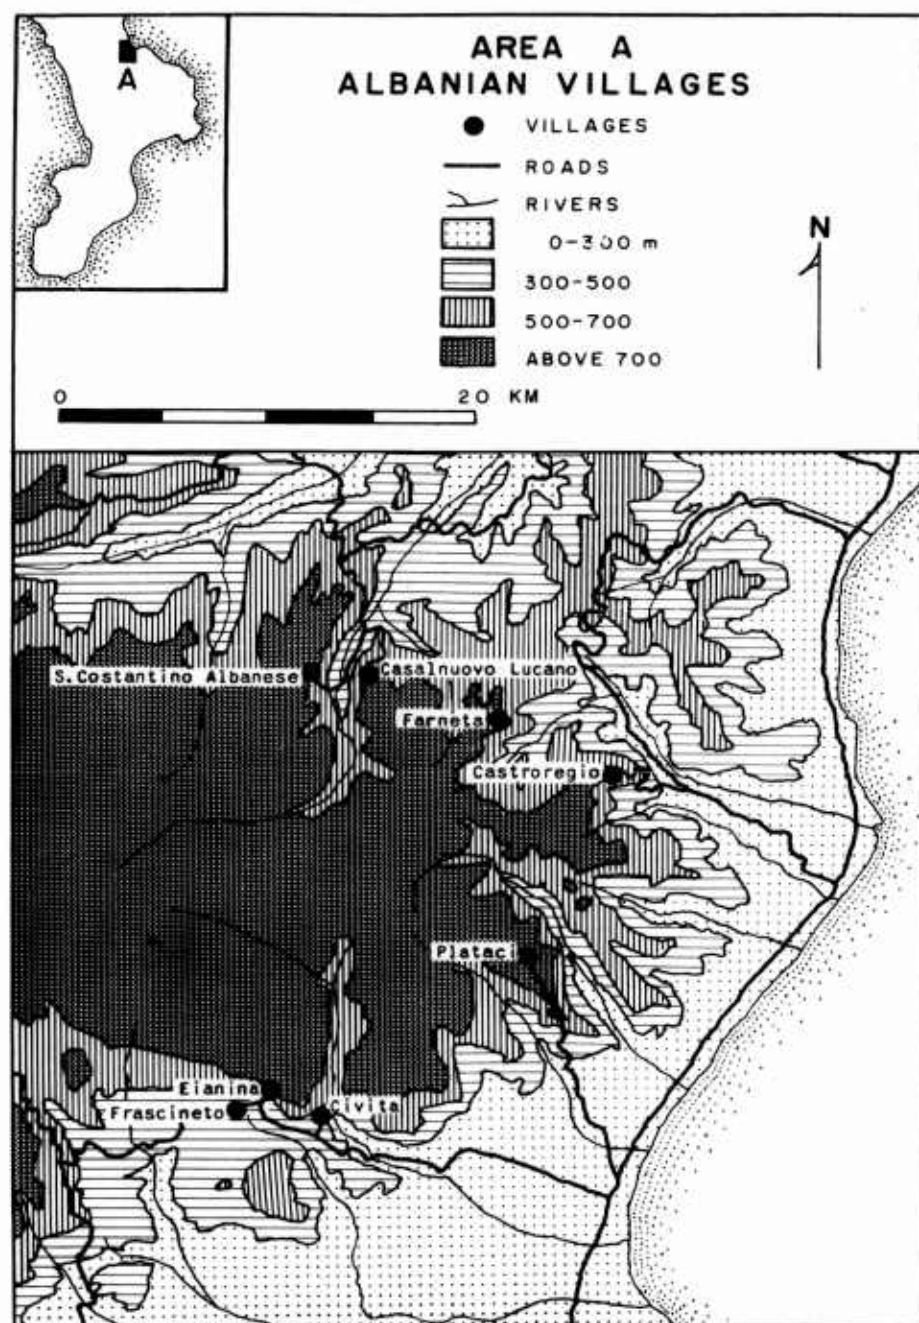 A
AREA A
ALBANIAN VILLAGES
VILLAGES
ROADS
RIVERS
0-300 m
300-500
500-700
ABOVE 700
N
0 20 KM
S.Costantino Albanese
Casalnuovo Lucano
Farneta
Castroregio
Plataci
Eianina
Frascineto
Civita